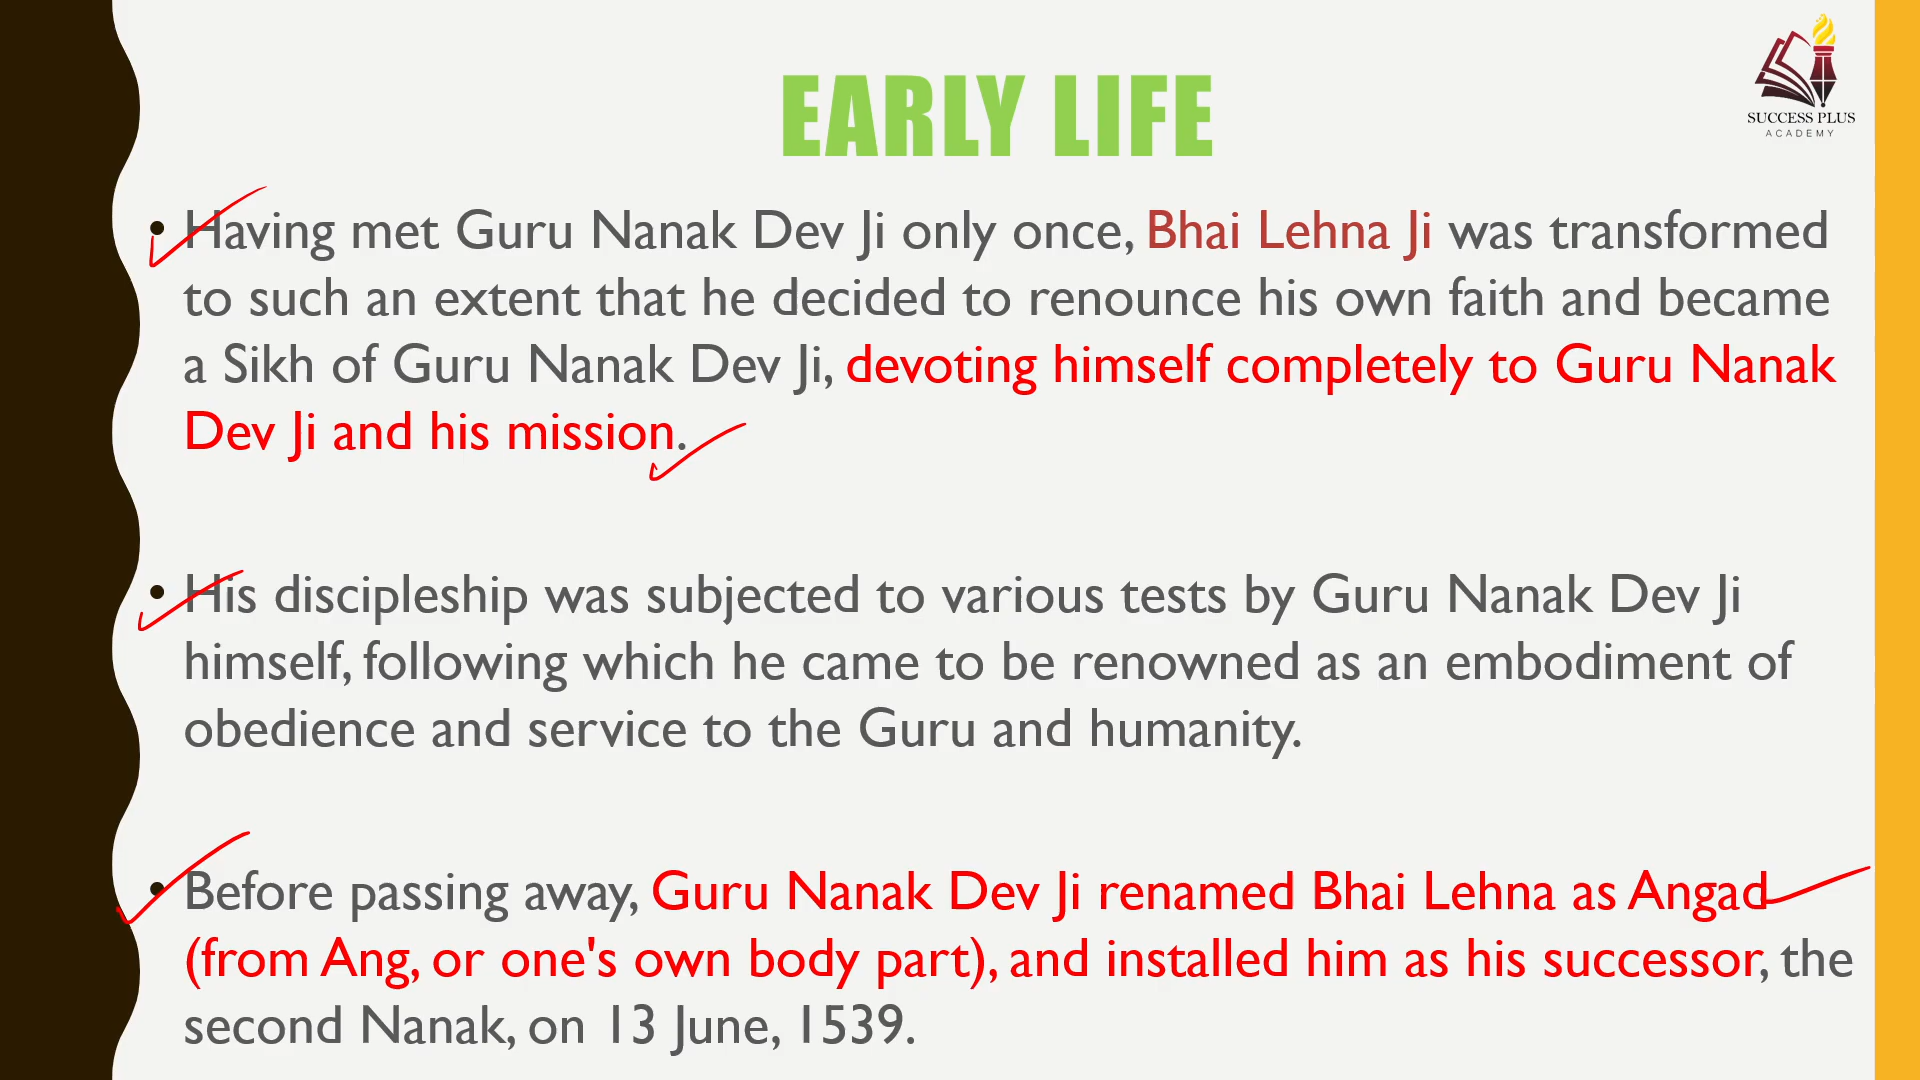 EARLY LIFE
SUCCESS PLUS
ACADEMY
• Having met Guru Nanak Dev Ji only once, Bhai Lehna Ji was transformed
to such an extent that he decided to renounce his own faith and became
a Sikh of Guru Nanak Dev Ji, devoting himself completely to Guru Nanak
Dev Ji and his mission.
• His discipleship was subjected to various tests by Guru Nanak Dev Ji
himself, following which he came to be renowned as an embodiment of
obedience and service to the Guru and humanity.
• Before passing away, Guru Nanak Dev Ji renamed Bhai Lehna as Angad
(from Ang, or one's own body part), and installed him as his successor, the
second Nanak, on 13 June, 1539.